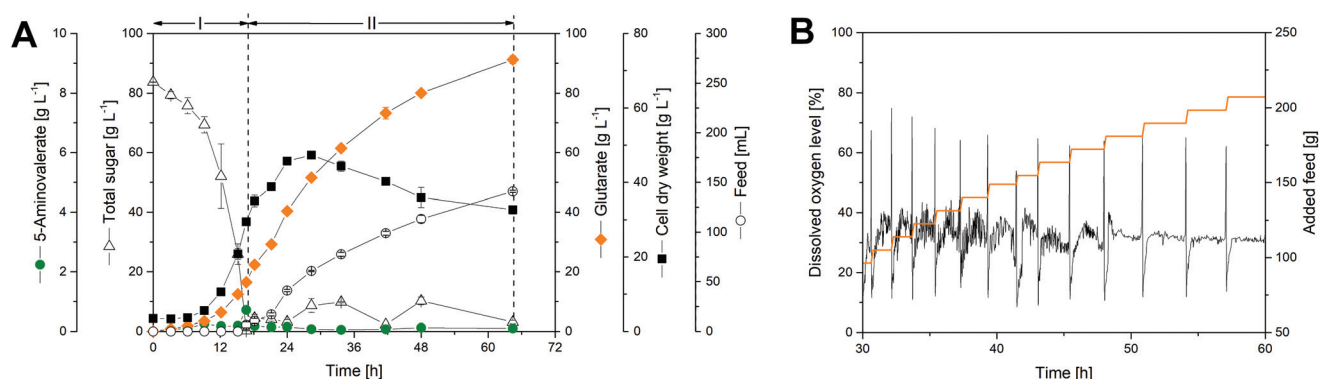 A
I
II
5-Aminovalerate [g L-1]
10
8
6
4
2
0
Total sugar [g L-1]
100
80
60
40
20
0
0 12 24 36 48 60 72
Time [h]
100
80
60
40
20
0
Glutarate [g L-1]
80
60
40
20
0
Cell dry weight [g L-1]
300
250
200
150
100
50
0
Feed [mL]
B
Dissolved oxygen level [%]
100
80
60
40
20
0
30 40 50 60
Time [h]
250
200
150
100
50
Added feed [g]